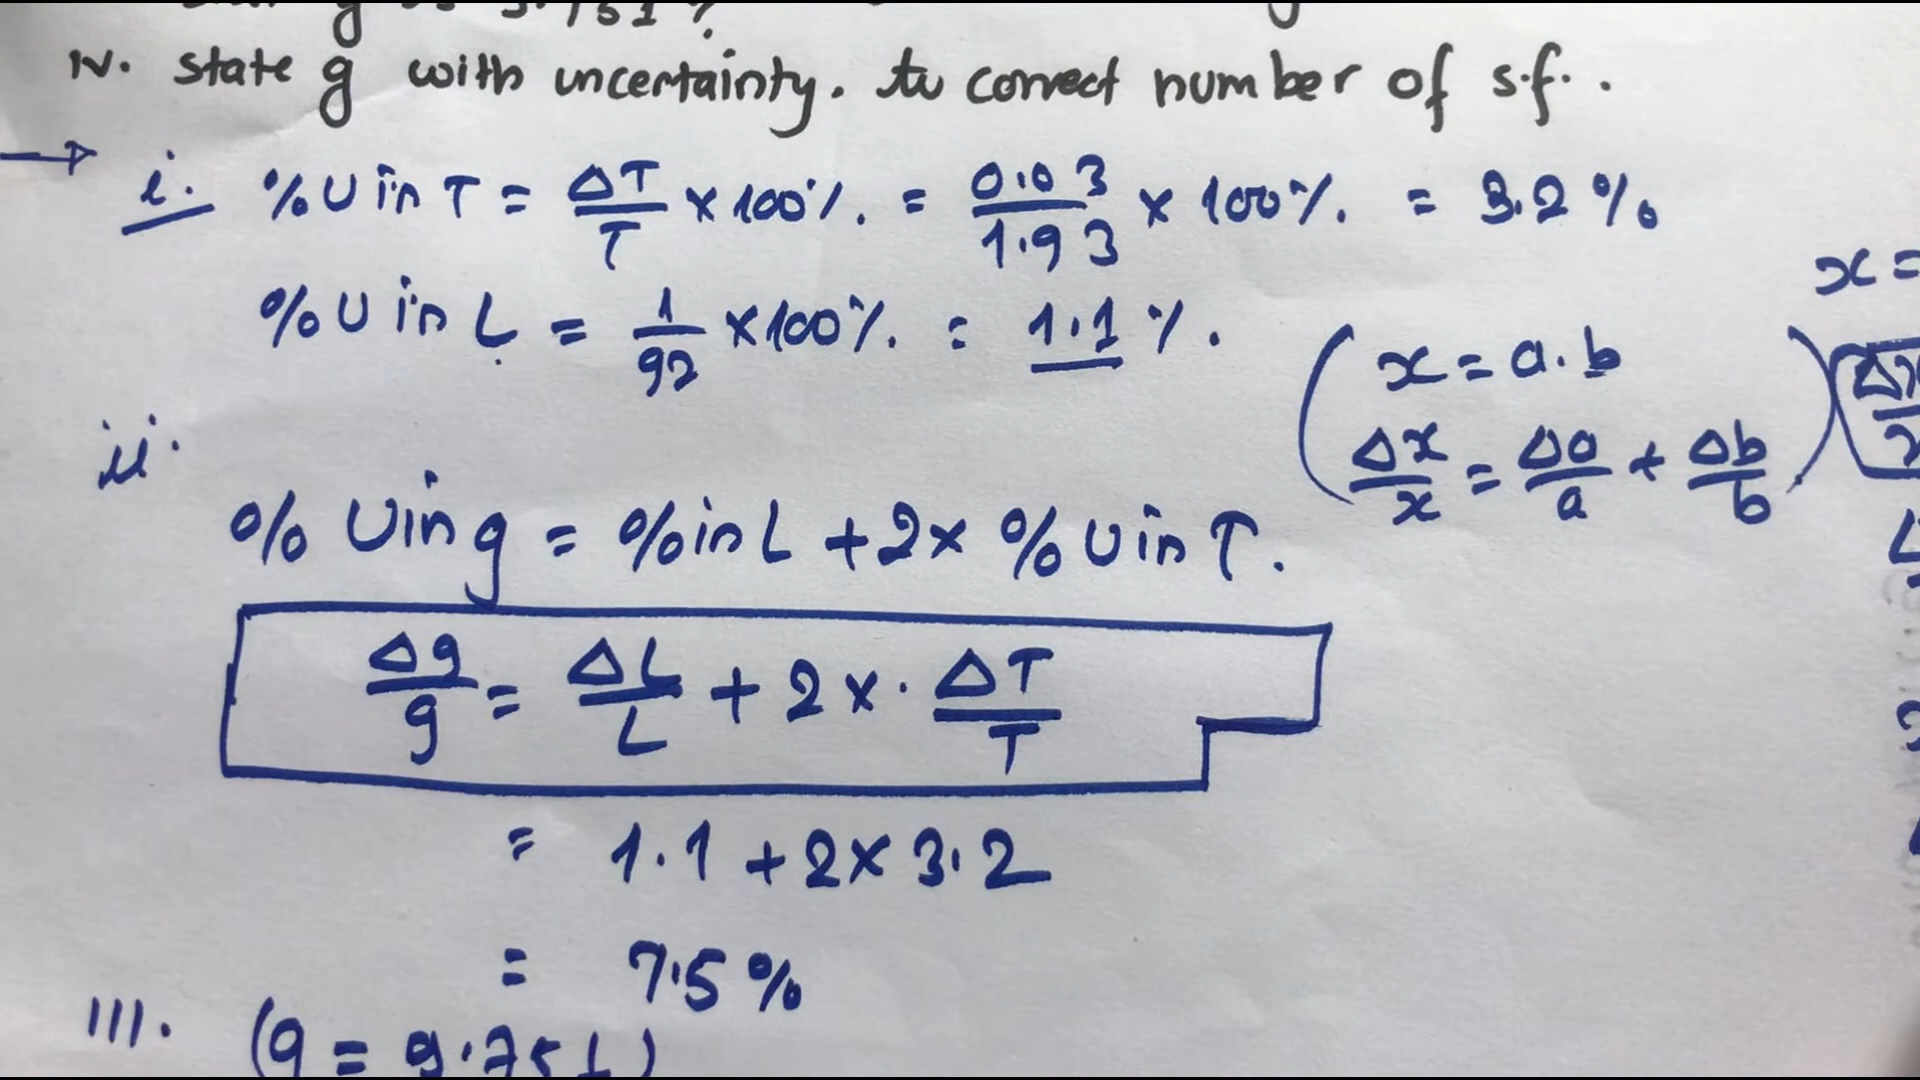 iv. state g with uncertainty. to correct number of s.f..
→ i. %U in T = ΔT/T × 100%. = 0.03/1.93 × 100%. = 3.2%
x =
%U in L = 1/92 × 100%. = 1.1%.
(x = a.b
Δx/x = Δa/a + Δb/b)
ii.
% U in g = % in L + 2 × % U in T.
Δg/g = ΔL/L + 2 ×. ΔT/T
= 1.1 + 2 × 3.2
= 7.5%
III. (g = 9.751)